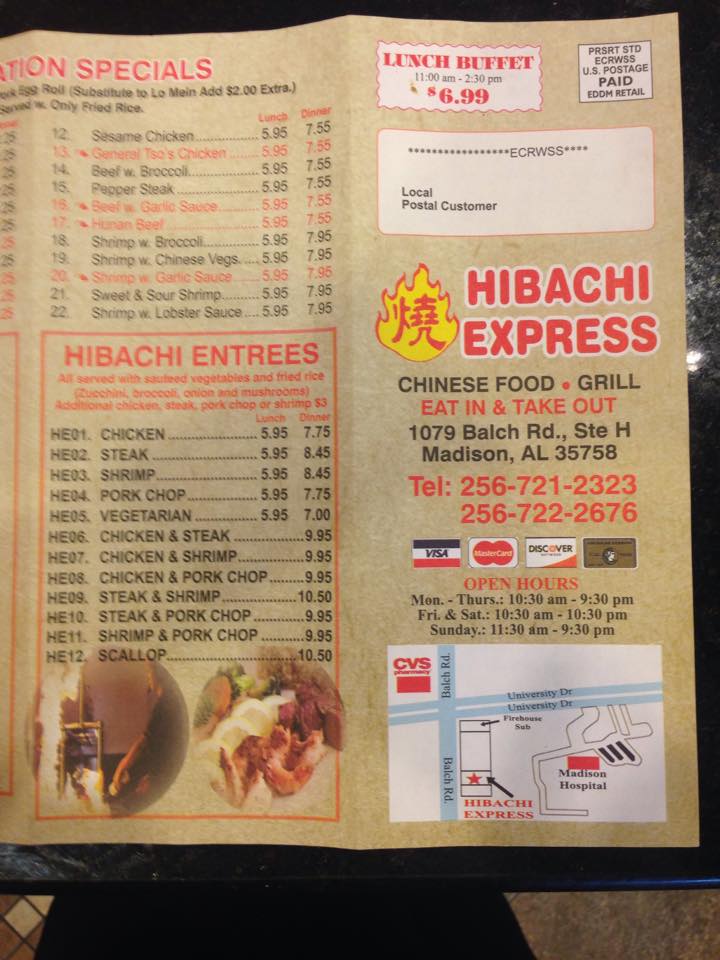 ATION SPECIALS
ork Egg Roll (Substitute to Lo Mein Add $2.00 Extra.)
Served w. Only Fried Rice.
Lunch Dinner
12. Sesame Chicken 5.95 7.55
13. General Tso's Chicken 5.95 7.55
14. Beef w. Broccoli 5.95 7.55
15. Pepper Steak 5.95 7.55
16. Beef w. Garlic Sauce 5.95 7.55
17. Hunan Beef 5.95 7.55
18. Shrimp w. Broccoli 5.95 7.95
19. Shrimp w. Chinese Vegs. 5.95 7.95
20. Shrimp w. Garlic Sauce 5.95 7.95
21. Sweet & Sour Shrimp 5.95 7.95
22. Shrimp w. Lobster Sauce 5.95 7.95
HIBACHI ENTREES
All served with sauteed vegetables and fried rice
(Zucchini, broccoli, onion and mushrooms)
Additional chicken, steak, pork chop or shrimp $3
Lunch Dinner
HE01. CHICKEN 5.95 7.75
HE02. STEAK 5.95 8.45
HE03. SHRIMP 5.95 8.45
HE04. PORK CHOP 5.95 7.75
HE05. VEGETARIAN 5.95 7.00
HE06. CHICKEN & STEAK 9.95
HE07. CHICKEN & SHRIMP 9.95
HE08. CHICKEN & PORK CHOP 9.95
HE09. STEAK & SHRIMP 10.50
HE10. STEAK & PORK CHOP 9.95
HE11. SHRIMP & PORK CHOP 9.95
HE12. SCALLOP 10.50
LUNCH BUFFET
11:00 am - 2:30 pm
$6.99
PRSRT STD
ECRWSS
U.S. POSTAGE
PAID
EDDM RETAIL
*****************ECRWSS****
Local
Postal Customer
燒
HIBACHI
EXPRESS
CHINESE FOOD • GRILL
EAT IN & TAKE OUT
1079 Balch Rd., Ste H
Madison, AL 35758
Tel: 256-721-2323
256-722-2676
VISA MasterCard DISCOVER
OPEN HOURS
Mon. - Thurs.: 10:30 am - 9:30 pm
Fri. & Sat.: 10:30 am - 10:30 pm
Sunday.: 11:30 am - 9:30 pm
CVS
pharmacy
Balch Rd.
University Dr
University Dr
Firehouse
Sub
Balch Rd.
Madison
Hospital
HIBACHI
EXPRESS